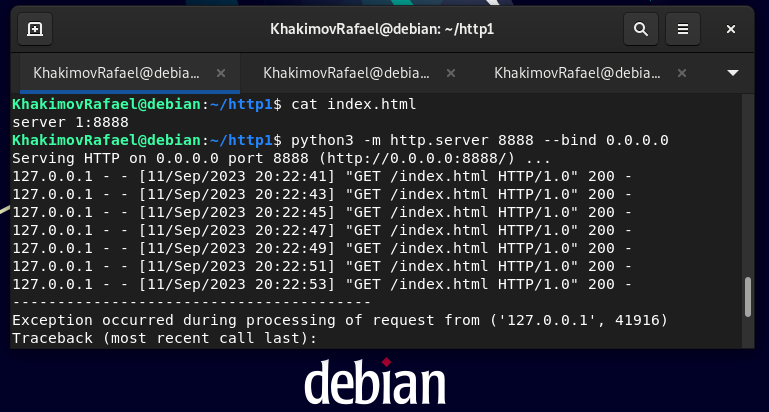 KhakimovRafael@debian: ~/http1
KhakimovRafael@debia... × KhakimovRafael@debia... × KhakimovRafael@debia... ×
KhakimovRafael@debian:~/http1$ cat index.html
server 1:8888
KhakimovRafael@debian:~/http1$ python3 -m http.server 8888 --bind 0.0.0.0
Serving HTTP on 0.0.0.0 port 8888 (http://0.0.0.0:8888/) ...
127.0.0.1 - - [11/Sep/2023 20:22:41] "GET /index.html HTTP/1.0" 200 -
127.0.0.1 - - [11/Sep/2023 20:22:43] "GET /index.html HTTP/1.0" 200 -
127.0.0.1 - - [11/Sep/2023 20:22:45] "GET /index.html HTTP/1.0" 200 -
127.0.0.1 - - [11/Sep/2023 20:22:47] "GET /index.html HTTP/1.0" 200 -
127.0.0.1 - - [11/Sep/2023 20:22:49] "GET /index.html HTTP/1.0" 200 -
127.0.0.1 - - [11/Sep/2023 20:22:51] "GET /index.html HTTP/1.0" 200 -
127.0.0.1 - - [11/Sep/2023 20:22:53] "GET /index.html HTTP/1.0" 200 -
----------------------------------------
Exception occurred during processing of request from ('127.0.0.1', 41916)
Traceback (most recent call last):
debian